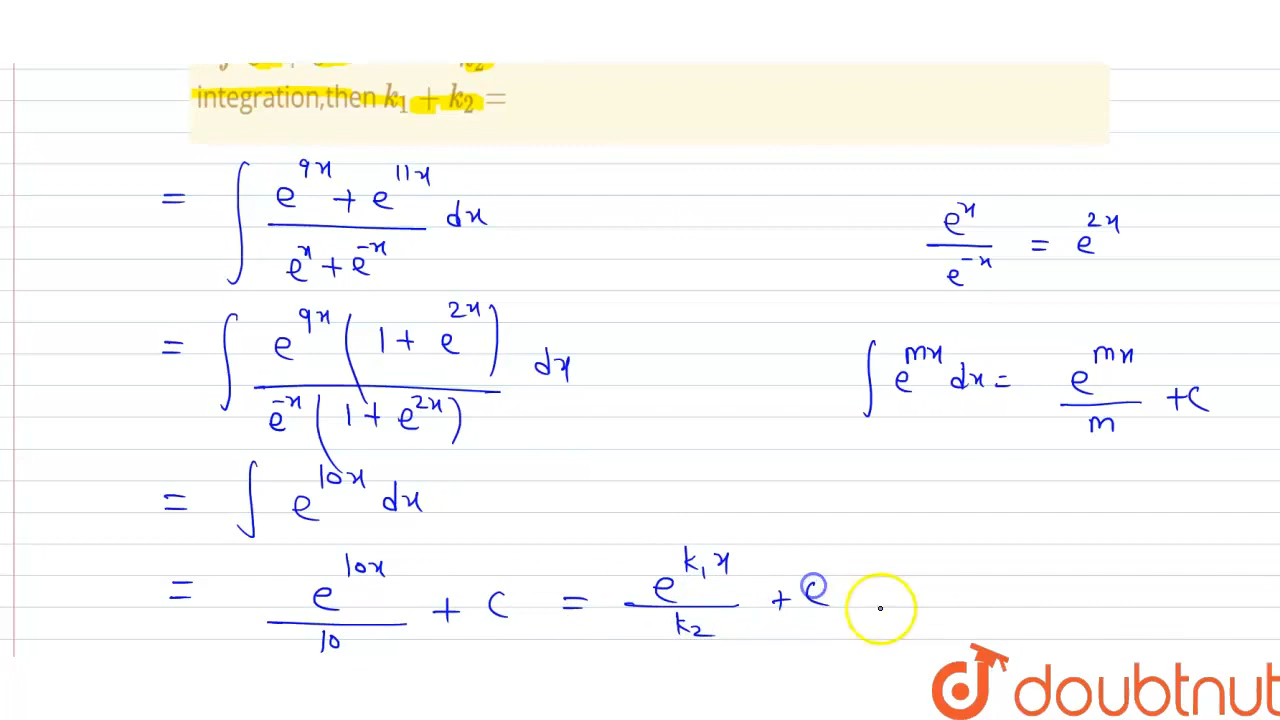 integration,then k₁ + k₂ =
= ∫ (e^{9x} + e^{11x}) / (e^{x} + e^{-x}) dx
e^{x} / e^{-x} = e^{2x}
= ∫ e^{9x} (1 + e^{2x}) / e^{-x} (1 + e^{2x}) dx
∫ e^{mx} dx = e^{mx} / m + C
= ∫ e^{10x} dx
= e^{10x} / 10 + C = e^{k₁x} / k₂ + C
doubtnut